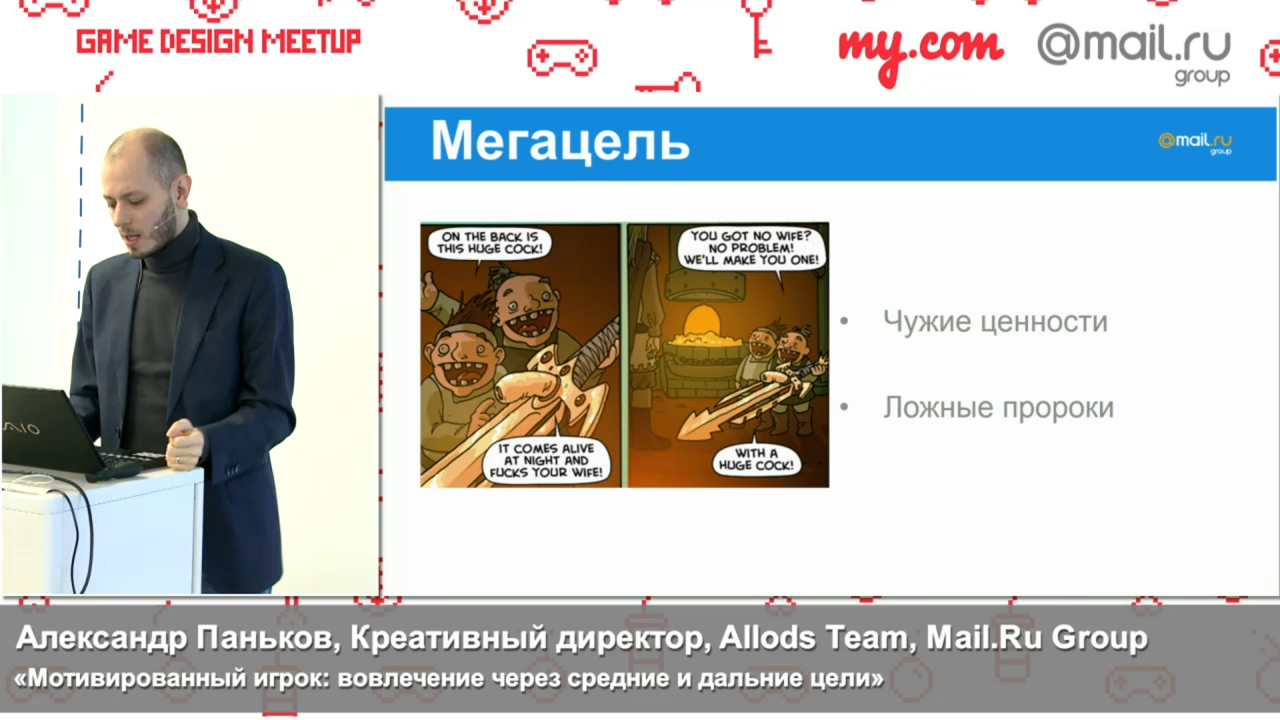 GAME DESIGN MEETUP
my.com
@mail.ru
group
Мегацель
@mail.ru
group
ON THE BACK IS
THIS HUGE COCK!
IT COMES ALIVE
AT NIGHT AND
FUCKS YOUR WIFE!
YOU GOT NO WIFE?
NO PROBLEM!
WE'LL MAKE YOU ONE!
WITH A
HUGE COCK!
• Чужие ценности
• Ложные пророки
Александр Паньков, Креативный директор, Allods Team, Mail.Ru Group
«Мотивированный игрок: вовлечение через средние и дальние цели»